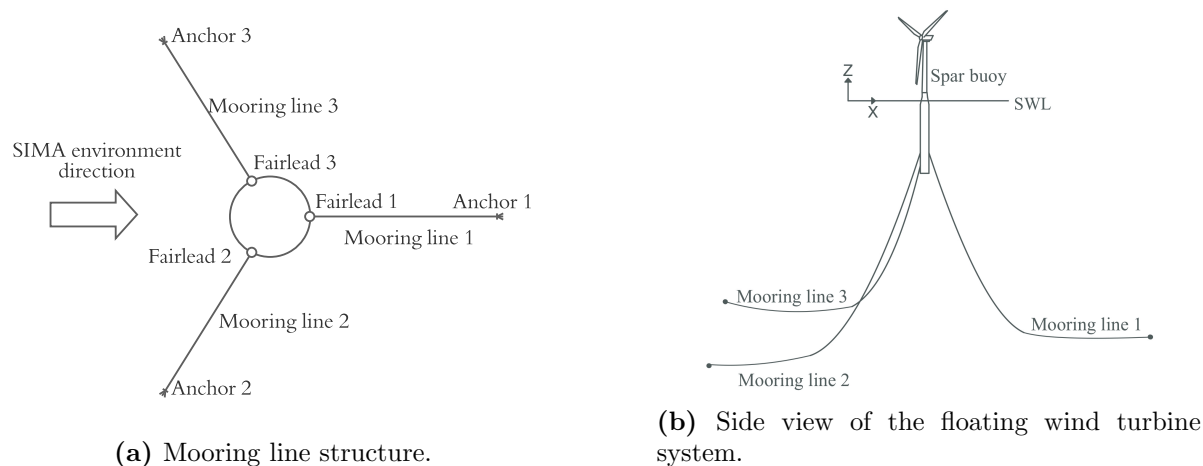 Anchor 3
Mooring line 3
SIMA environment
direction
Fairlead 3
Fairlead 1
Anchor 1
Mooring line 1
Fairlead 2
Mooring line 2
Anchor 2
(a) Mooring line structure.
Z
X
Spar buoy
SWL
Mooring line 3
Mooring line 1
Mooring line 2
(b) Side view of the floating wind turbine
system.